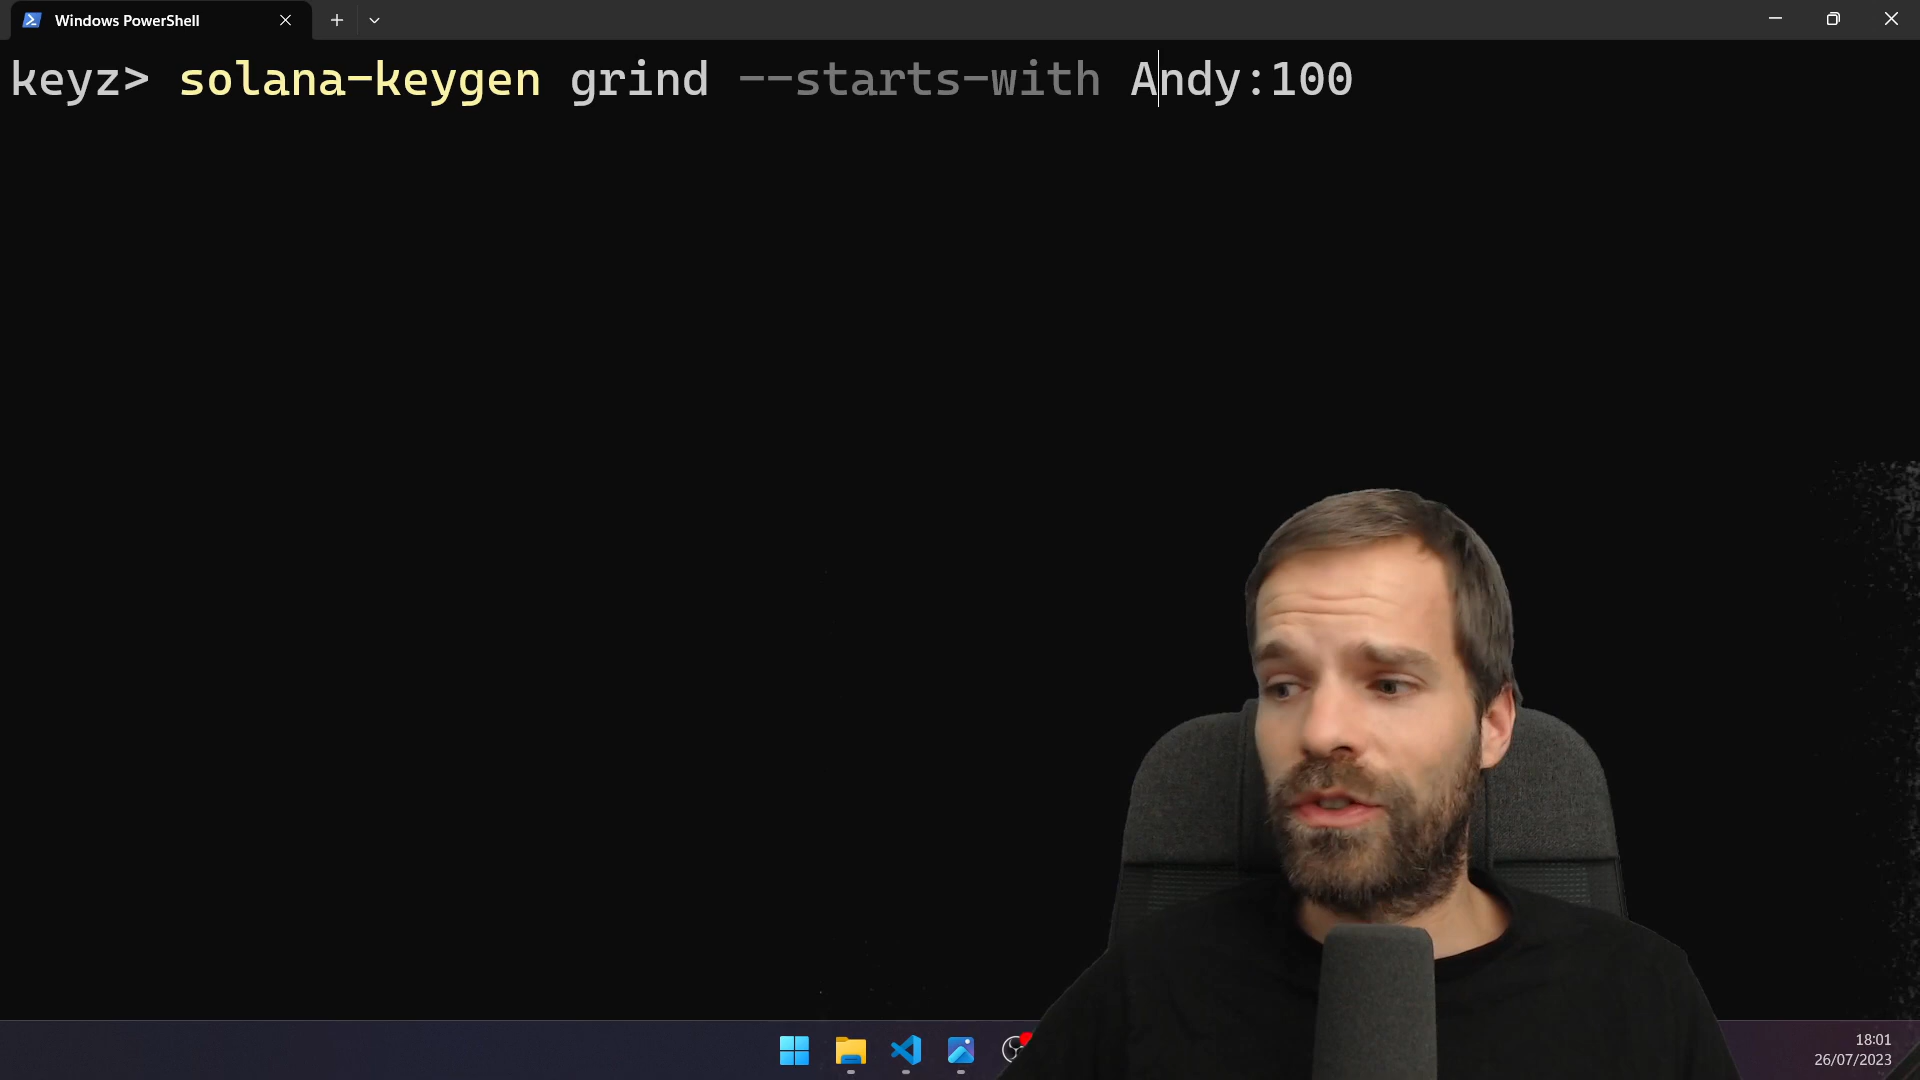 Windows PowerShell
keyz> solana-keygen grind --starts-with Andy:100
18:01
26/07/2023